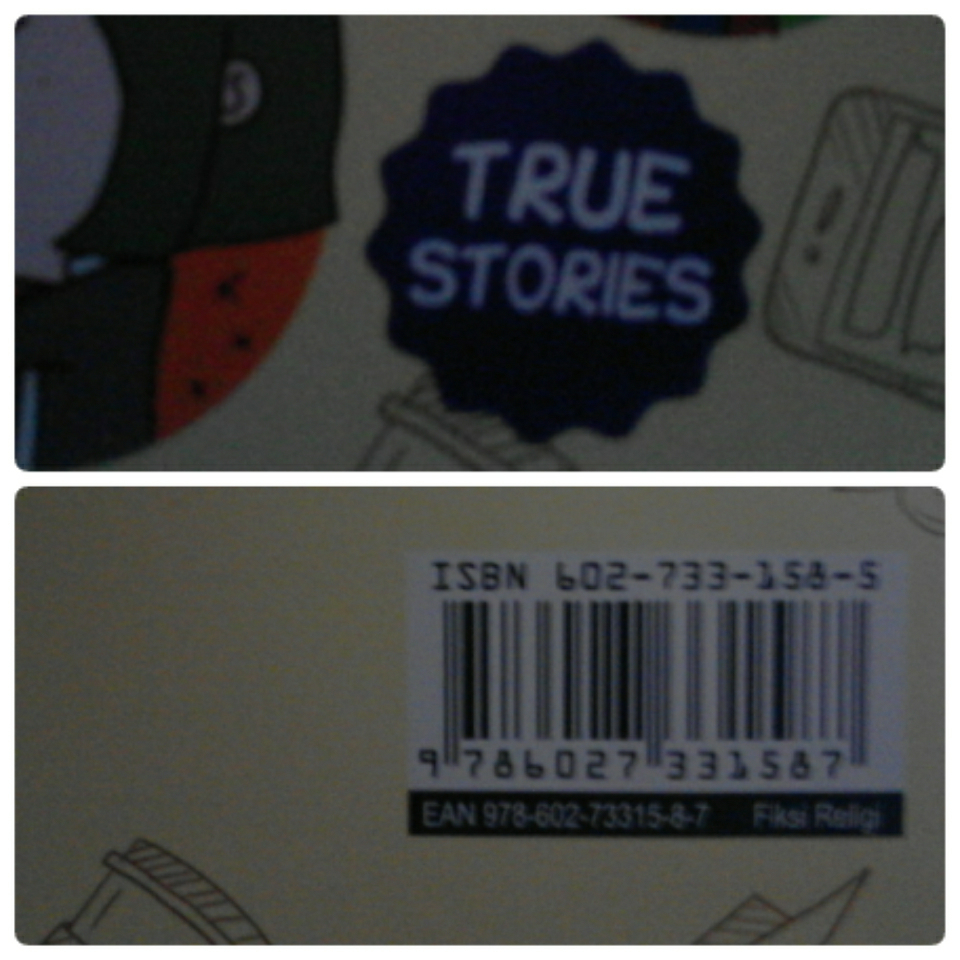 TRUE
STORIES
ISBN 602-733-158-5
9 786027 331587
EAN 978-602-73315-8-7 Fiksi Religi